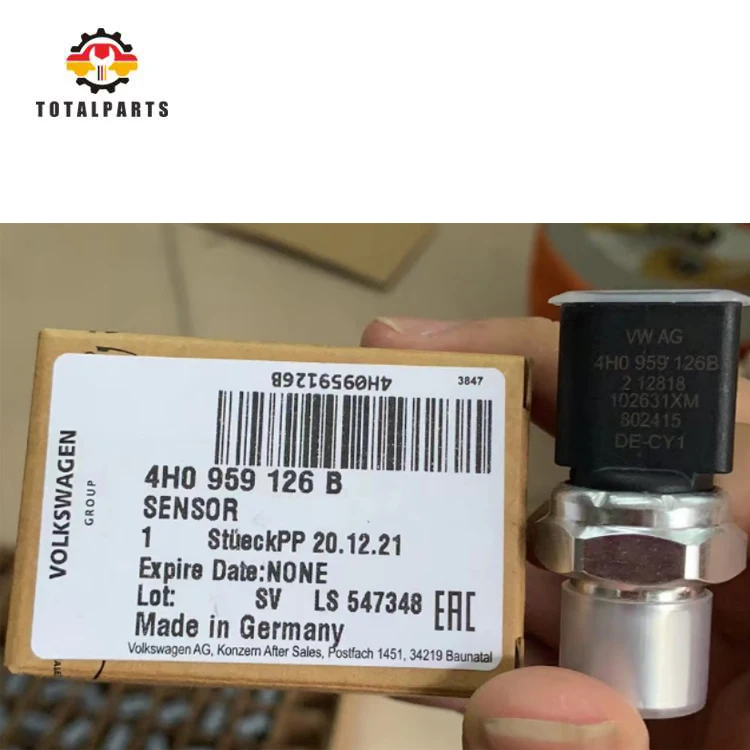 TOTALPARTS
4H0959126B
3847
VOLKSWAGEN
GROUP
4H0 959 126 B
SENSOR
1 StüeckPP 20.12.21
Expire Date:NONE
Lot: SV LS 547348
EAC
Made in Germany
Volkswagen AG, Konzern After Sales, Postfach 1451, 34219 Baunatal
VW AG
4H0 959 126B
2 12818
102631XM
802415
DE-CY1